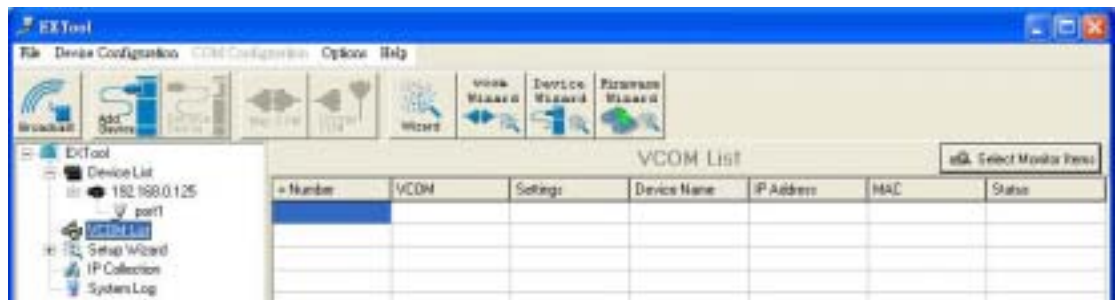 EXTool
File Device Configuration COM Configuration Options Help
Broadcast
Add Device
Wizard
VCOM Wizard
Device Wizard
Firmware Wizard
EXTool
Device List
192.168.0.125
port1
VCOM List
Setup Wizard
IP Collection
System Log
VCOM List
Select Monitor Items
+ Number VCOM Settings Device Name IP Address MAC Status